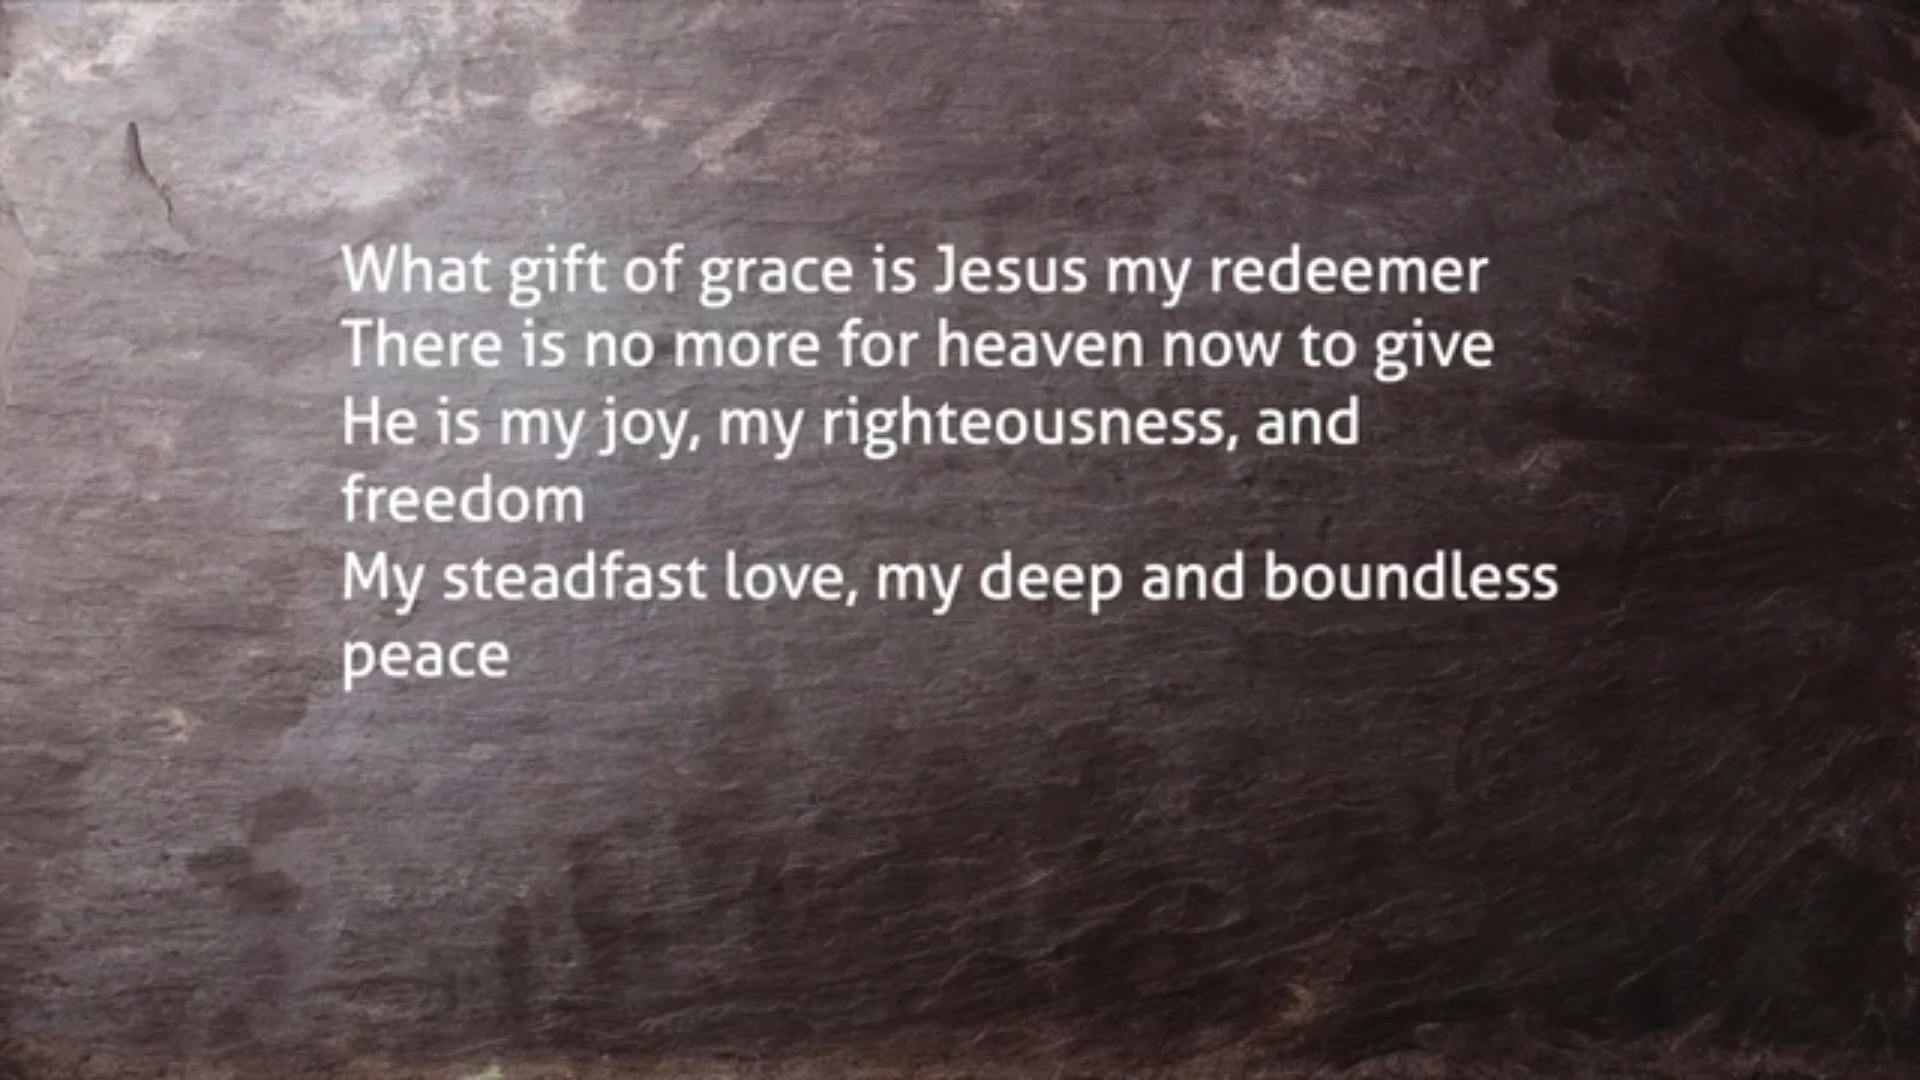 What gift of grace is Jesus my redeemer
There is no more for heaven now to give
He is my joy, my righteousness, and
freedom
My steadfast love, my deep and boundless
peace